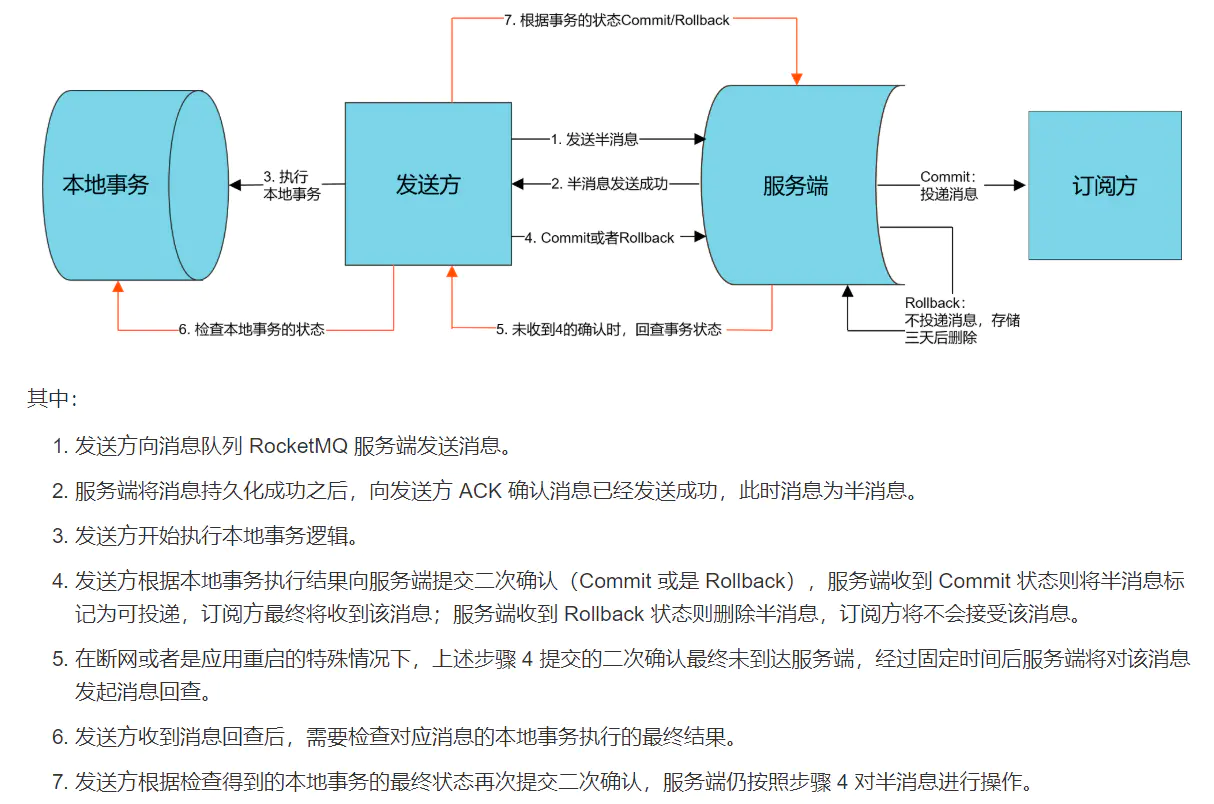 7. 根据事务的状态Commit/Rollback
本地事务
3. 执行
本地事务
发送方
1. 发送半消息
2. 半消息发送成功
4. Commit或者Rollback
服务端
Commit：
投递消息
订阅方
Rollback：
不投递消息，存储
三天后删除
6. 检查本地事务的状态
5. 未收到4的确认时，回查事务状态
其中：
1. 发送方向消息队列 RocketMQ 服务端发送消息。
2. 服务端将消息持久化成功之后，向发送方 ACK 确认消息已经发送成功，此时消息为半消息。
3. 发送方开始执行本地事务逻辑。
4. 发送方根据本地事务执行结果向服务端提交二次确认（Commit 或是 Rollback），服务端收到 Commit 状态则将半消息标
记为可投递，订阅方最终将收到该消息；服务端收到 Rollback 状态则删除半消息，订阅方将不会接受该消息。
5. 在断网或者是应用重启的特殊情况下，上述步骤 4 提交的二次确认最终未到达服务端，经过固定时间后服务端将对该消息
发起消息回查。
6. 发送方收到消息回查后，需要检查对应消息的本地事务执行的最终结果。
7. 发送方根据检查得到的本地事务的最终状态再次提交二次确认，服务端仍按照步骤 4 对半消息进行操作。